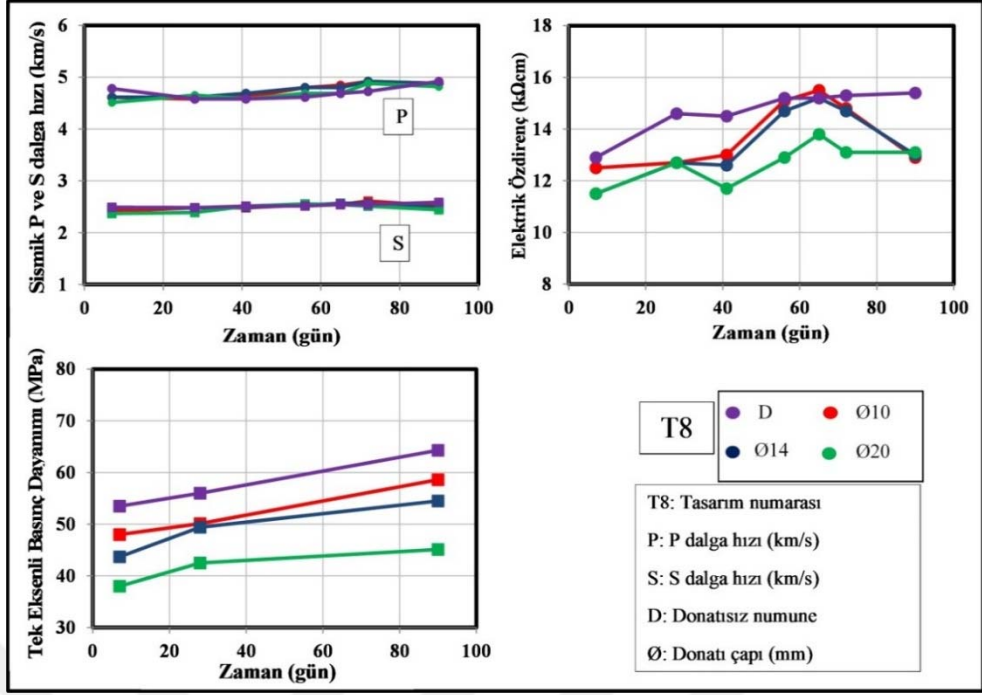 Sismik P ve S dalga hızı (km/s)
6
5
4
3
2
1
P
S
0 20 40 60 80 100
Zaman (gün)
Elektrik Özdirenç (kΩcm)
18
16
14
12
10
8
0 20 40 60 80 100
Zaman (gün)
Tek Eksenli Basınç Dayanımı (MPa)
80
70
60
50
40
30
0 20 40 60 80 100
Zaman (gün)
T8
D Ø10
Ø14 Ø20
T8: Tasarım numarası
P: P dalga hızı (km/s)
S: S dalga hızı (km/s)
D: Donatısız numune
Ø: Donatı çapı (mm)